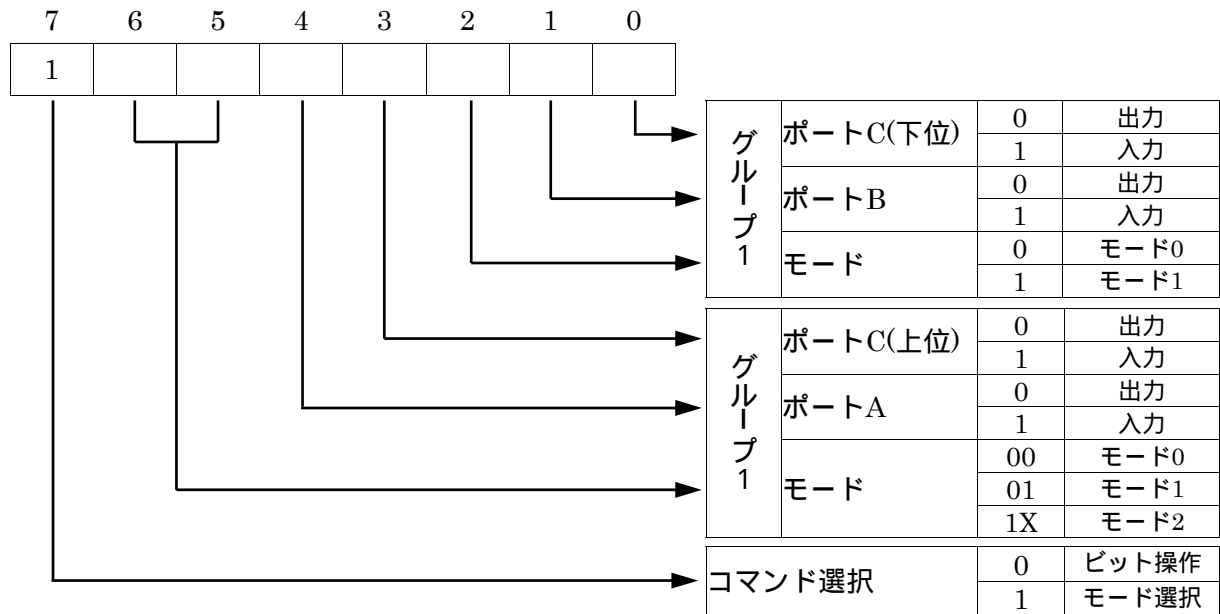 7 6 5 4 3 2 1 0
1
グループ1
ポートC(下位) 0 出力
1 入力
ポートB 0 出力
1 入力
モード 0 モード0
1 モード1
グループ1
ポートC(上位) 0 出力
1 入力
ポートA 0 出力
1 入力
モード 00 モード0
01 モード1
1X モード2
コマンド選択 0 ビット操作
1 モード選択